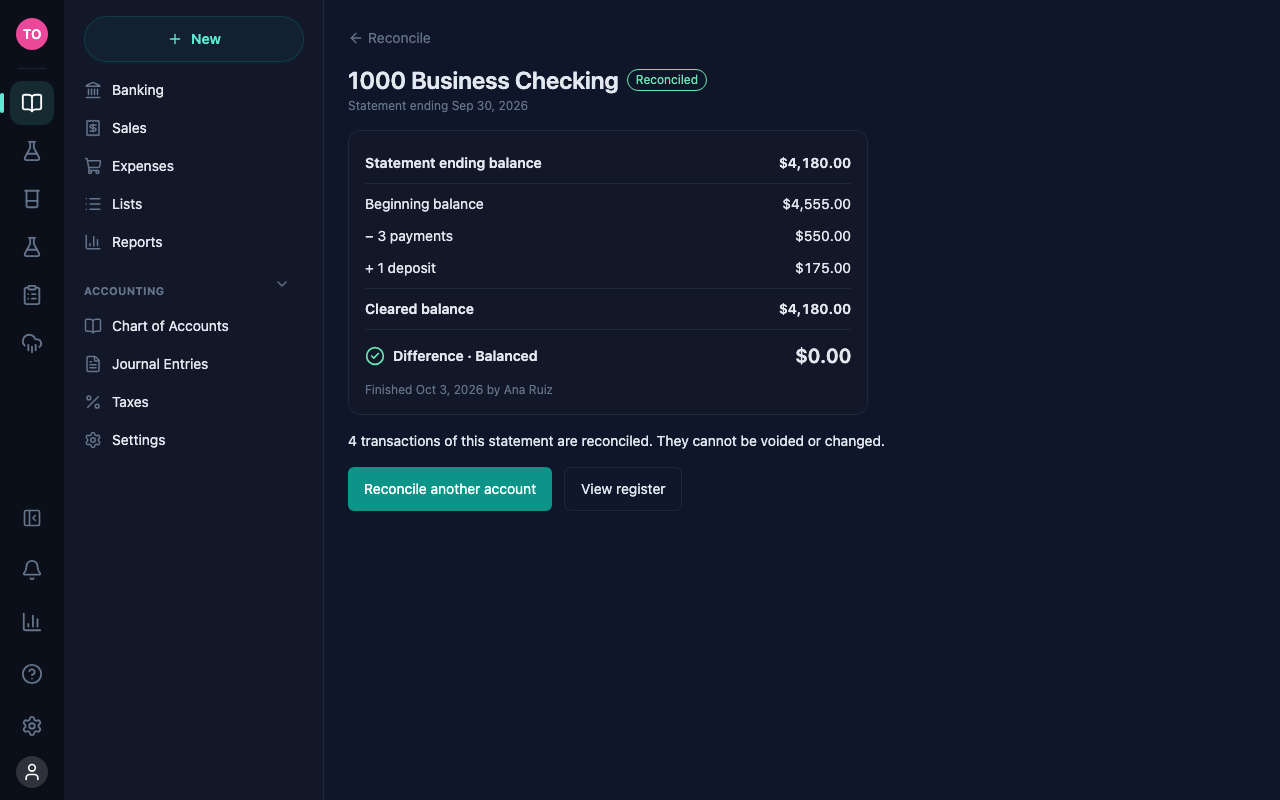 TO
New
Banking
Sales
Expenses
Lists
Reports
ACCOUNTING
Chart of Accounts
Journal Entries
Taxes
Settings
Reconcile
1000 Business Checking Reconciled
Statement ending Sep 30, 2026
Statement ending balance $4,180.00
Beginning balance $4,555.00
− 3 payments $550.00
+ 1 deposit $175.00
Cleared balance $4,180.00
Difference · Balanced $0.00
Finished Oct 3, 2026 by Ana Ruiz
4 transactions of this statement are reconciled. They cannot be voided or changed.
Reconcile another account View register